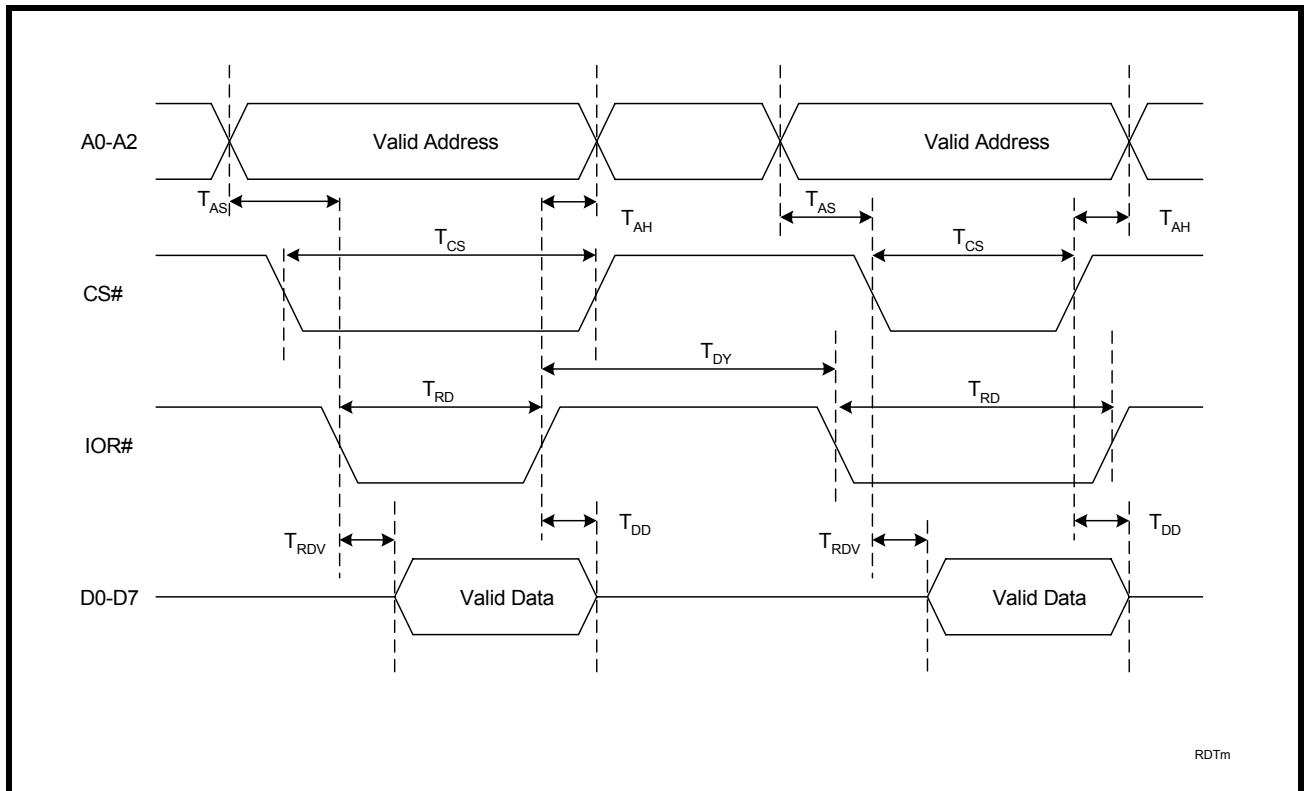 A0-A2
Valid Address
Valid Address
TAS
TAH
TAS
TAH
TCS
TCS
CS#
TDY
TRD
TRD
IOR#
TRDV
TDD
TRDV
TDD
D0-D7
Valid Data
Valid Data
RDTm